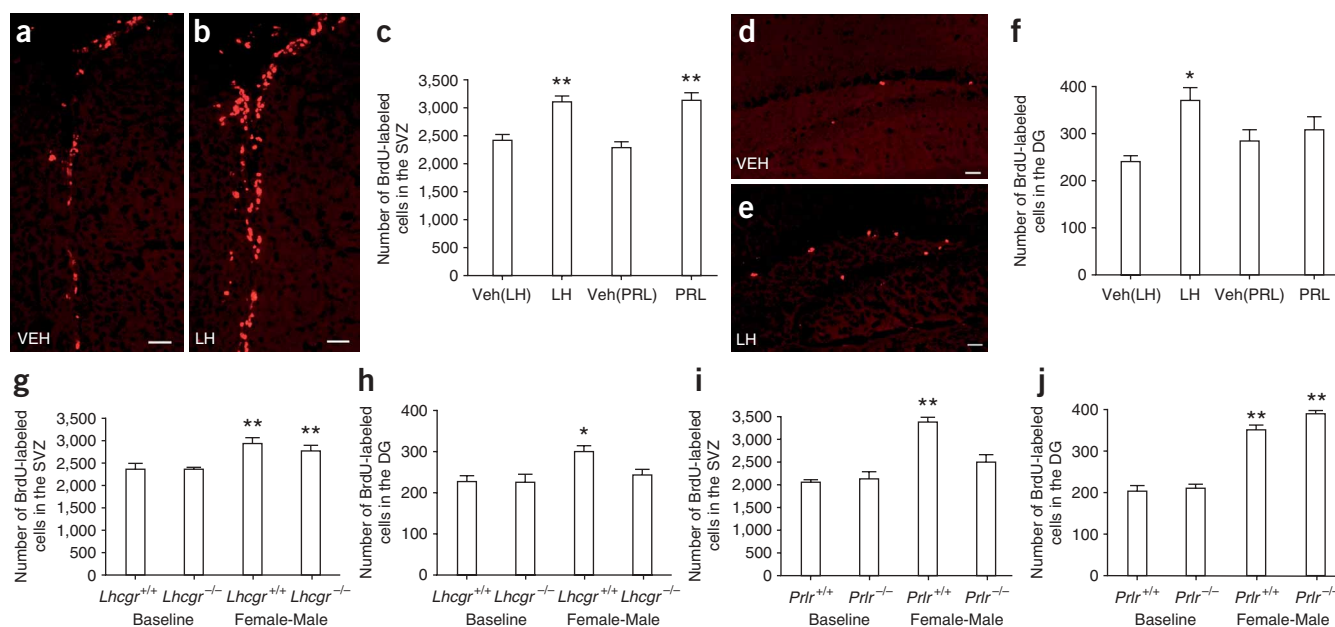 a
b
VEH
LH
c
Number of BrdU-labeled
cells in the SVZ
3,500
3,000
2,500
2,000
1,500
1,000
500
0
**
**
Veh(LH) LH Veh(PRL) PRL
d
VEH
e
LH
f
Number of BrdU-labeled
cells in the DG
400
300
200
100
0
*
Veh(LH) LH Veh(PRL) PRL
g
Number of BrdU-labeled
cells in the SVZ
3,500
3,000
2,500
2,000
1,500
1,000
500
0
**
**
Lhcgr+/+ Lhcgr−/− Lhcgr+/+ Lhcgr−/−
Baseline Female-Male
h
Number of BrdU-labeled
cells in the DG
400
300
200
100
0
*
Lhcgr+/+ Lhcgr−/− Lhcgr+/+ Lhcgr−/−
Baseline Female-Male
i
Number of BrdU-labeled
cells in the SVZ
3,500
3,000
2,500
2,000
1,500
1,000
500
0
**
Prlr+/+ Prlr−/− Prlr+/+ Prlr−/−
Baseline Female-Male
j
Number of BrdU-labeled
cells in the DG
400
300
200
100
0
**
**
Prlr+/+ Prlr−/− Prlr+/+ Prlr−/−
Baseline Female-Male